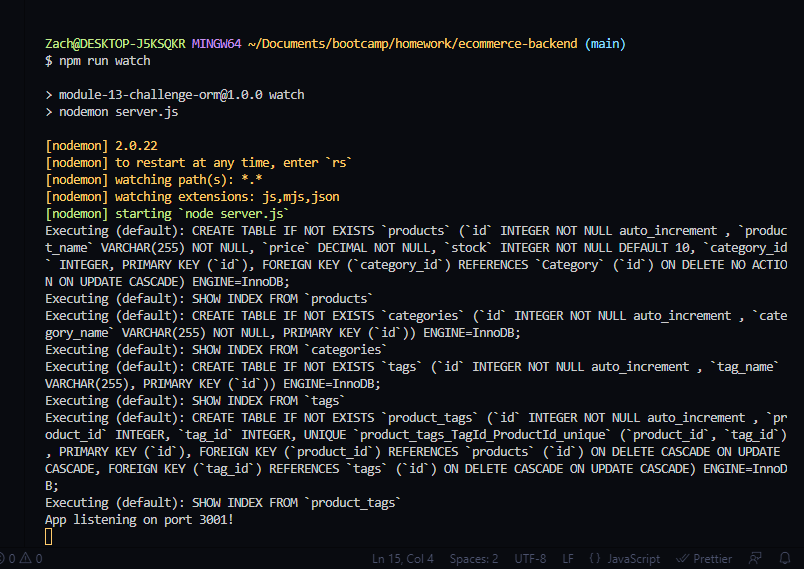 Zach@DESKTOP-J5KSQKR MINGW64 ~/Documents/bootcamp/homework/ecommerce-backend (main)
$ npm run watch
> module-13-challenge-orm@1.0.0 watch
> nodemon server.js
[nodemon] 2.0.22
[nodemon] to restart at any time, enter `rs`
[nodemon] watching path(s): *.*
[nodemon] watching extensions: js,mjs,json
[nodemon] starting `node server.js`
Executing (default): CREATE TABLE IF NOT EXISTS `products` (`id` INTEGER NOT NULL auto_increment , `produc
t_name` VARCHAR(255) NOT NULL, `price` DECIMAL NOT NULL, `stock` INTEGER NOT NULL DEFAULT 10, `category_id
` INTEGER, PRIMARY KEY (`id`), FOREIGN KEY (`category_id`) REFERENCES `Category` (`id`) ON DELETE NO ACTIO
N ON UPDATE CASCADE) ENGINE=InnoDB;
Executing (default): SHOW INDEX FROM `products`
Executing (default): CREATE TABLE IF NOT EXISTS `categories` (`id` INTEGER NOT NULL auto_increment , `cate
gory_name` VARCHAR(255) NOT NULL, PRIMARY KEY (`id`)) ENGINE=InnoDB;
Executing (default): SHOW INDEX FROM `categories`
Executing (default): CREATE TABLE IF NOT EXISTS `tags` (`id` INTEGER NOT NULL auto_increment , `tag_name`
VARCHAR(255), PRIMARY KEY (`id`)) ENGINE=InnoDB;
Executing (default): SHOW INDEX FROM `tags`
Executing (default): CREATE TABLE IF NOT EXISTS `product_tags` (`id` INTEGER NOT NULL auto_increment , `pr
oduct_id` INTEGER, `tag_id` INTEGER, UNIQUE `product_tags_TagId_ProductId_unique` (`product_id`, `tag_id`)
, PRIMARY KEY (`id`), FOREIGN KEY (`product_id`) REFERENCES `products` (`id`) ON DELETE CASCADE ON UPDATE
CASCADE, FOREIGN KEY (`tag_id`) REFERENCES `tags` (`id`) ON DELETE CASCADE ON UPDATE CASCADE) ENGINE=InnoD
B;
Executing (default): SHOW INDEX FROM `product_tags`
App listening on port 3001!
0 0 Ln 15, Col 4 Spaces: 2 UTF-8 LF {} JavaScript Prettier